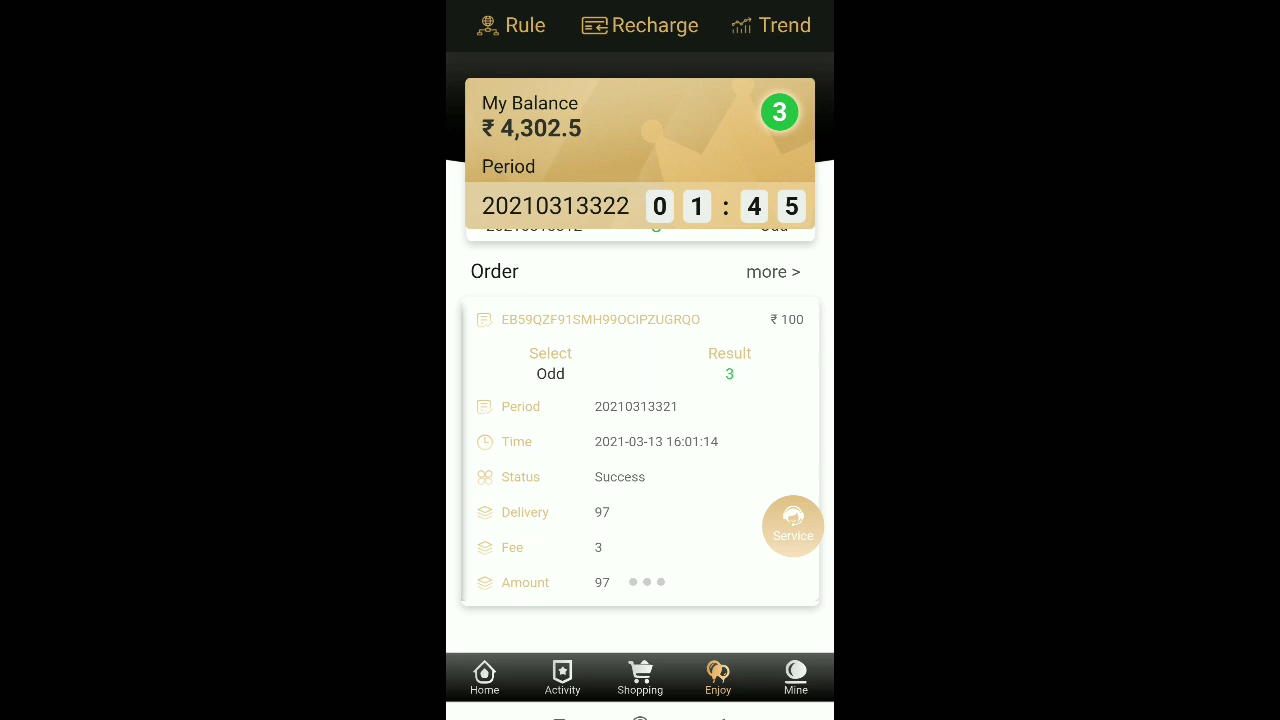 Rule Recharge Trend
My Balance
₹ 4,302.5
3
Period
20210313322 0 1 : 4 5
Odd
Order more >
EB59QZF91SMH99OCIPZUGRQO ₹ 100
Select Result
Odd 3
Period 20210313321
Time 2021-03-13 16:01:14
Status Success
Delivery 97
Service
Fee 3
Amount 97
Home Activity Shopping Enjoy Mine